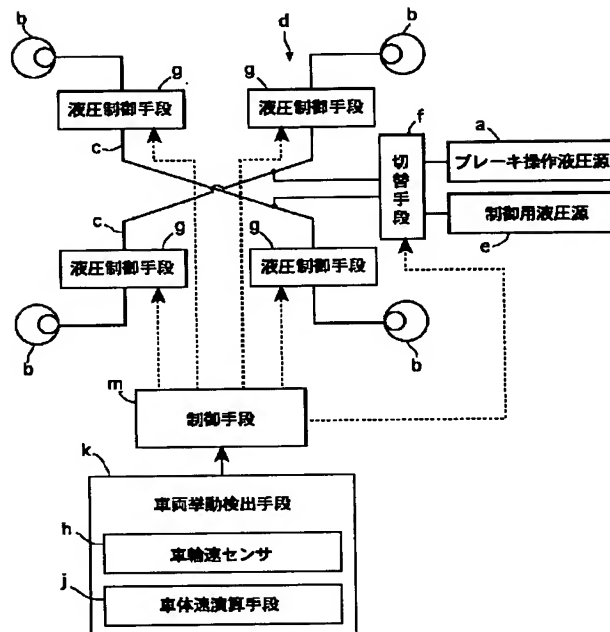 b
d
b
g
g
f
液圧制御手段
液圧制御手段
a
c
切替手段
ブレーキ操作液圧源
制御用液圧源
c
g
g
e
液圧制御手段
液圧制御手段
b
b
m
制御手段
k
車両挙動検出手段
h
車輪速センサ
j
車体速演算手段